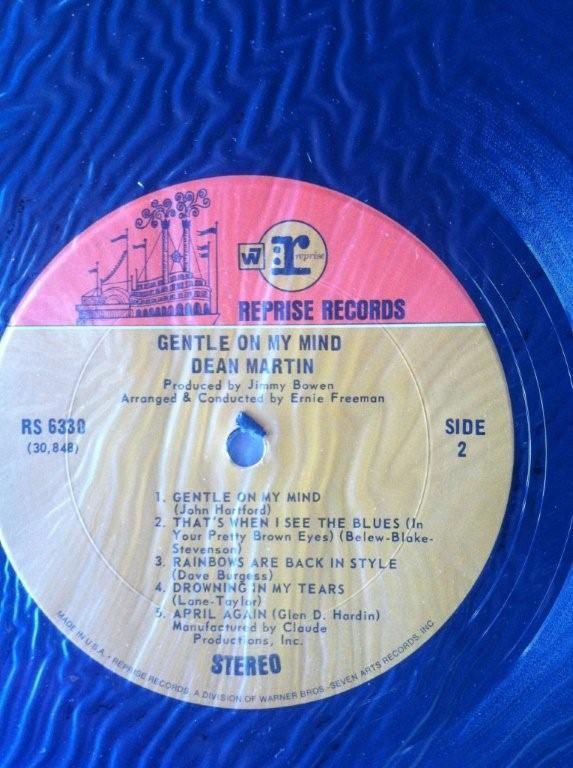 W
r
reprise
REPRISE RECORDS
GENTLE ON MY MIND
DEAN MARTIN
Produced by Jimmy Bowen
Arranged & Conducted by Ernie Freeman
RS 6330
(30,848)
SIDE
2
1. GENTLE ON MY MIND
(John Hartford)
2. THAT'S WHEN I SEE THE BLUES (In
Your Pretty Brown Eyes) (Belew-Blake-
Stevenson)
3. RAINBOWS ARE BACK IN STYLE
(Dave Burgess)
4. DROWNING IN MY TEARS
(Lane-Taylor)
5. APRIL AGAIN (Glen D. Hardin)
Manufactured by Claude
Productions, Inc.
STEREO
MADE IN U.S.A. • REPRISE RECORDS, A DIVISION OF WARNER BROS.-SEVEN ARTS RECORDS, INC.